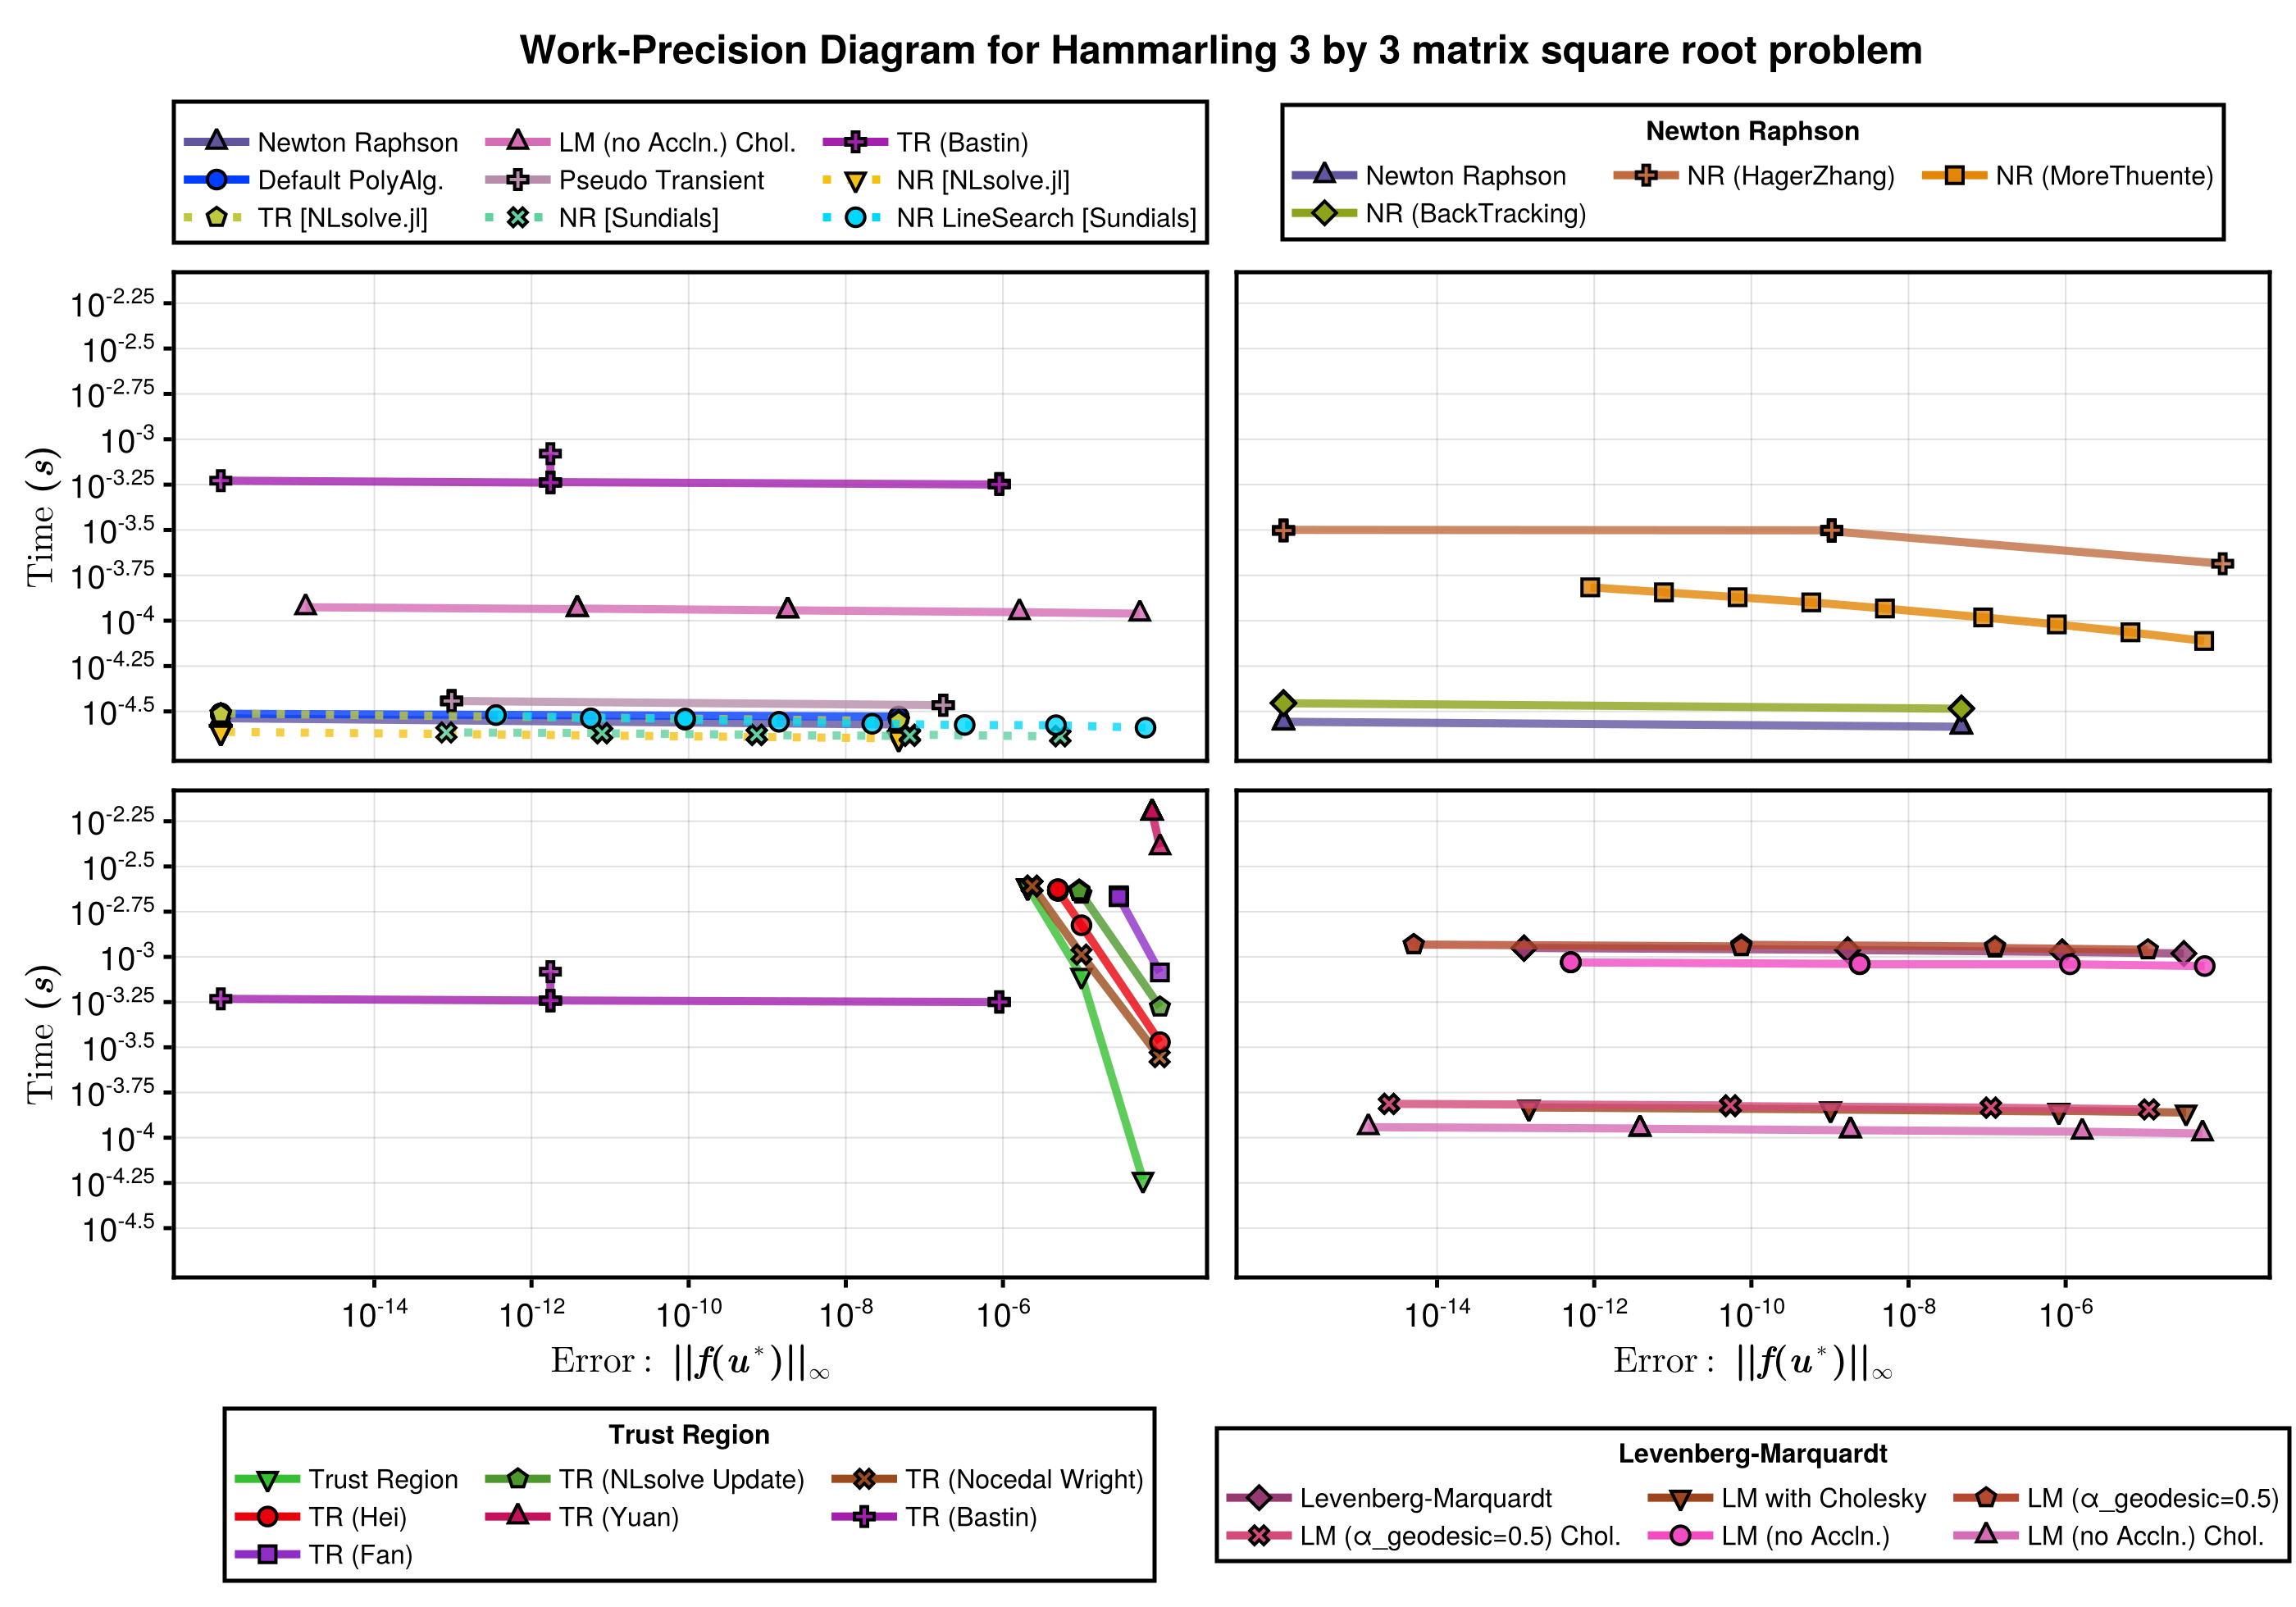 Work-Precision Diagram for Hammarling 3 by 3 matrix square root problem
Newton Raphson LM (no Accln.) Chol. TR (Bastin)
Default PolyAlg. Pseudo Transient NR [NLsolve.jl]
TR [NLsolve.jl] NR [Sundials] NR LineSearch [Sundials]
Newton Raphson
Newton Raphson NR (HagerZhang) NR (MoreThuente)
NR (BackTracking)
Time (s)
10^-2.25
10^-2.5
10^-2.75
10^-3
10^-3.25
10^-3.5
10^-3.75
10^-4
10^-4.25
10^-4.5
Time (s)
10^-2.25
10^-2.5
10^-2.75
10^-3
10^-3.25
10^-3.5
10^-3.75
10^-4
10^-4.25
10^-4.5
10^-14 10^-12 10^-10 10^-8 10^-6
10^-14 10^-12 10^-10 10^-8 10^-6
Error: ||f(u*)||∞
Error: ||f(u*)||∞
Trust Region
Trust Region TR (NLsolve Update) TR (Nocedal Wright)
TR (Hei) TR (Yuan) TR (Bastin)
TR (Fan)
Levenberg-Marquardt
Levenberg-Marquardt LM with Cholesky LM (α_geodesic=0.5)
LM (α_geodesic=0.5) Chol. LM (no Accln.) LM (no Accln.) Chol.